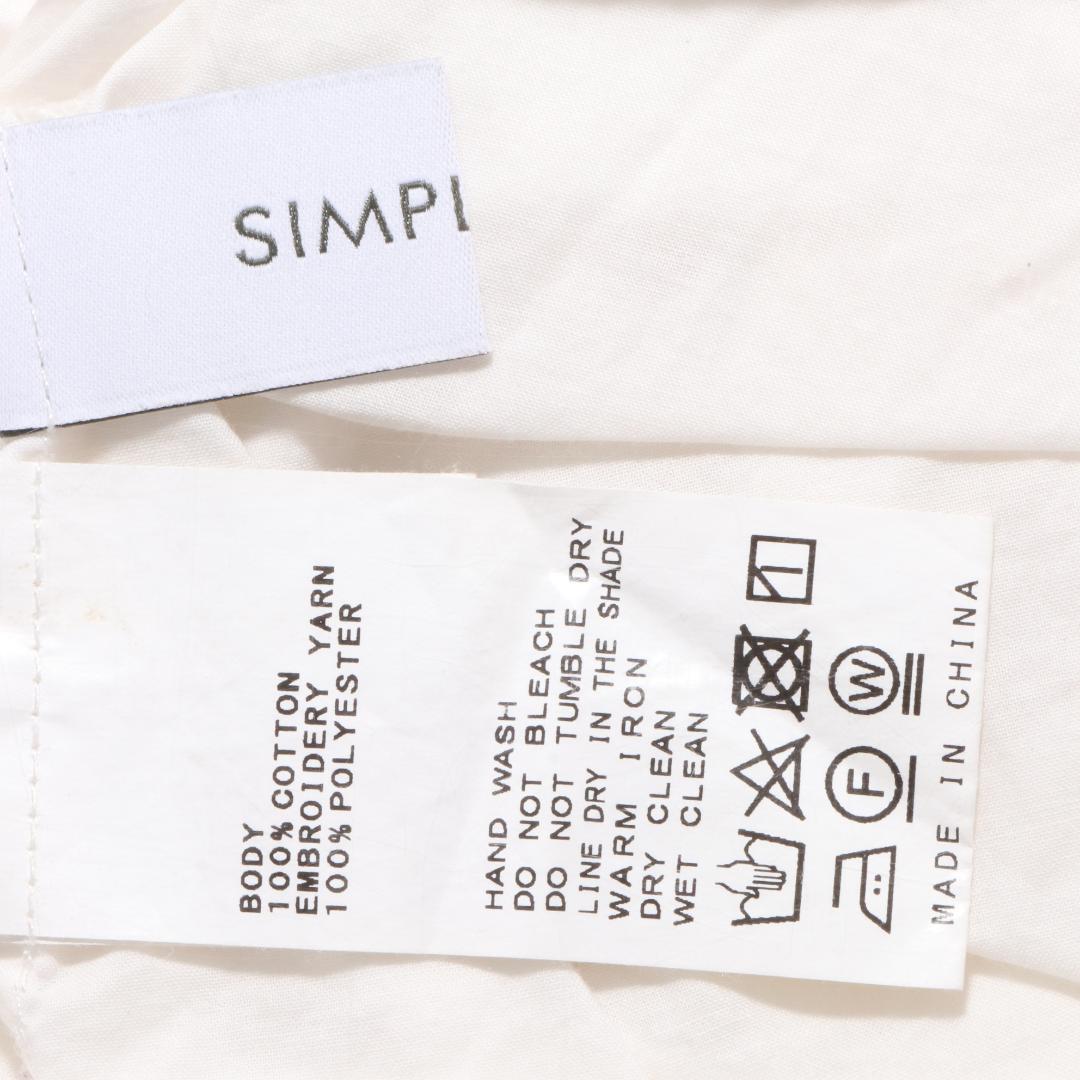 SIMPL
BODY
100% COTTON
EMBROIDERY YARN
100% POLYESTER
HAND WASH
DO NOT BLEACH
DO NOT TUMBLE DRY
LINE DRY IN THE SHADE
WARM IRON
DRY CLEAN
WET CLEAN
F W
MADE IN CHINA